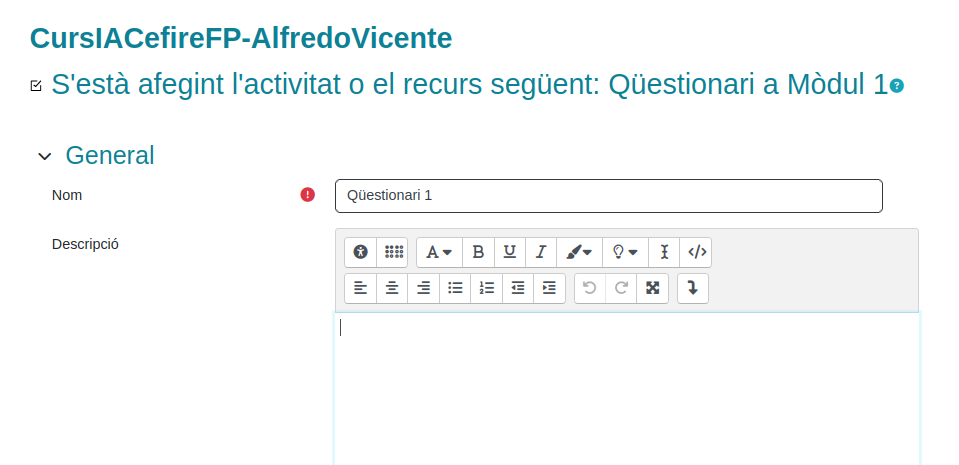 CursIACefireFP-AlfredoVicente
S'està afegint l'activitat o el recurs següent: Qüestionari a Mòdul 1
General
Nom
Qüestionari 1
Descripció